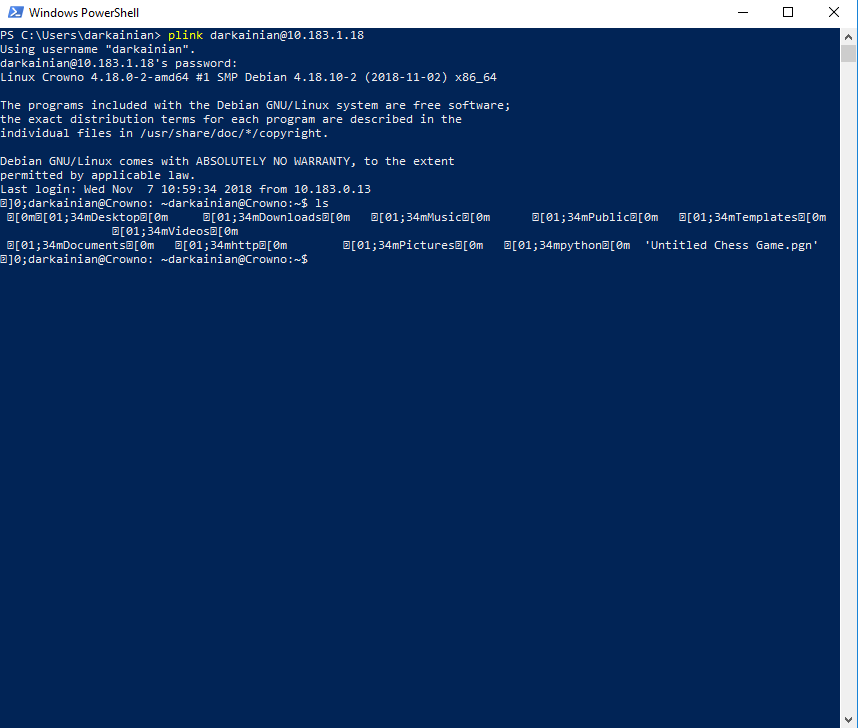 Windows PowerShell
PS C:\Users\darkainian> plink darkainian@10.183.1.18
Using username "darkainian".
darkainian@10.183.1.18's password:
Linux Crowno 4.18.0-2-amd64 #1 SMP Debian 4.18.10-2 (2018-11-02) x86_64
The programs included with the Debian GNU/Linux system are free software;
the exact distribution terms for each program are described in the
individual files in /usr/share/doc/*/copyright.
Debian GNU/Linux comes with ABSOLUTELY NO WARRANTY, to the extent
permitted by applicable law.
Last login: Wed Nov  7 10:59:34 2018 from 10.183.0.13
⍰]0;darkainian@Crowno: ~darkainian@Crowno:~$ ls
 ⍰[0m⍰[01;34mDesktop⍰[0m     ⍰[01;34mDownloads⍰[0m   ⍰[01;34mMusic⍰[0m      ⍰[01;34mPublic⍰[0m   ⍰[01;34mTemplates⍰[0m
                ⍰[01;34mVideos⍰[0m
 ⍰[01;34mDocuments⍰[0m   ⍰[01;34mhttp⍰[0m        ⍰[01;34mPictures⍰[0m   ⍰[01;34mpython⍰[0m  'Untitled Chess Game.pgn'
⍰]0;darkainian@Crowno: ~darkainian@Crowno:~$